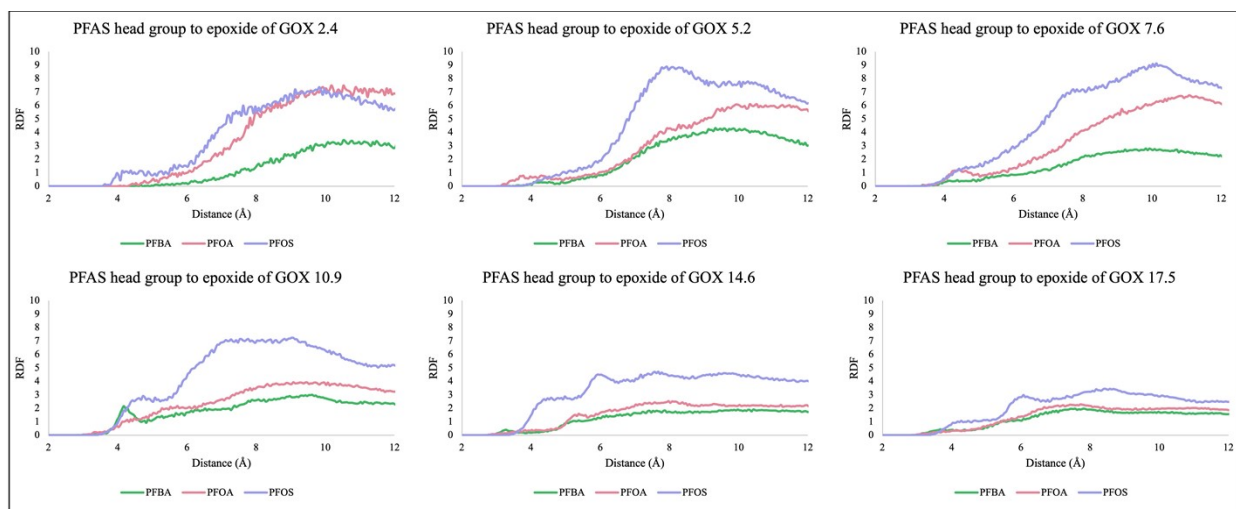 PFAS head group to epoxide of GOX 2.4
10
9
8
7
6
5
4
3
2
1
0
RDF
2 4 6 8 10 12
Distance (Å)
PFBA PFOA PFOS
PFAS head group to epoxide of GOX 5.2
10
9
8
7
6
5
4
3
2
1
0
RDF
2 4 6 8 10 12
Distance (Å)
PFBA PFOA PFOS
PFAS head group to epoxide of GOX 7.6
10
9
8
7
6
5
4
3
2
1
0
RDF
2 4 6 8 10 12
Distance (Å)
PFBA PFOA PFOS
PFAS head group to epoxide of GOX 10.9
10
9
8
7
6
5
4
3
2
1
0
RDF
2 4 6 8 10 12
Distance (Å)
PFBA PFOA PFOS
PFAS head group to epoxide of GOX 14.6
10
9
8
7
6
5
4
3
2
1
0
RDF
2 4 6 8 10 12
Distance (Å)
PFBA PFOA PFOS
PFAS head group to epoxide of GOX 17.5
10
9
8
7
6
5
4
3
2
1
0
RDF
2 4 6 8 10 12
Distance (Å)
PFBA PFOA PFOS